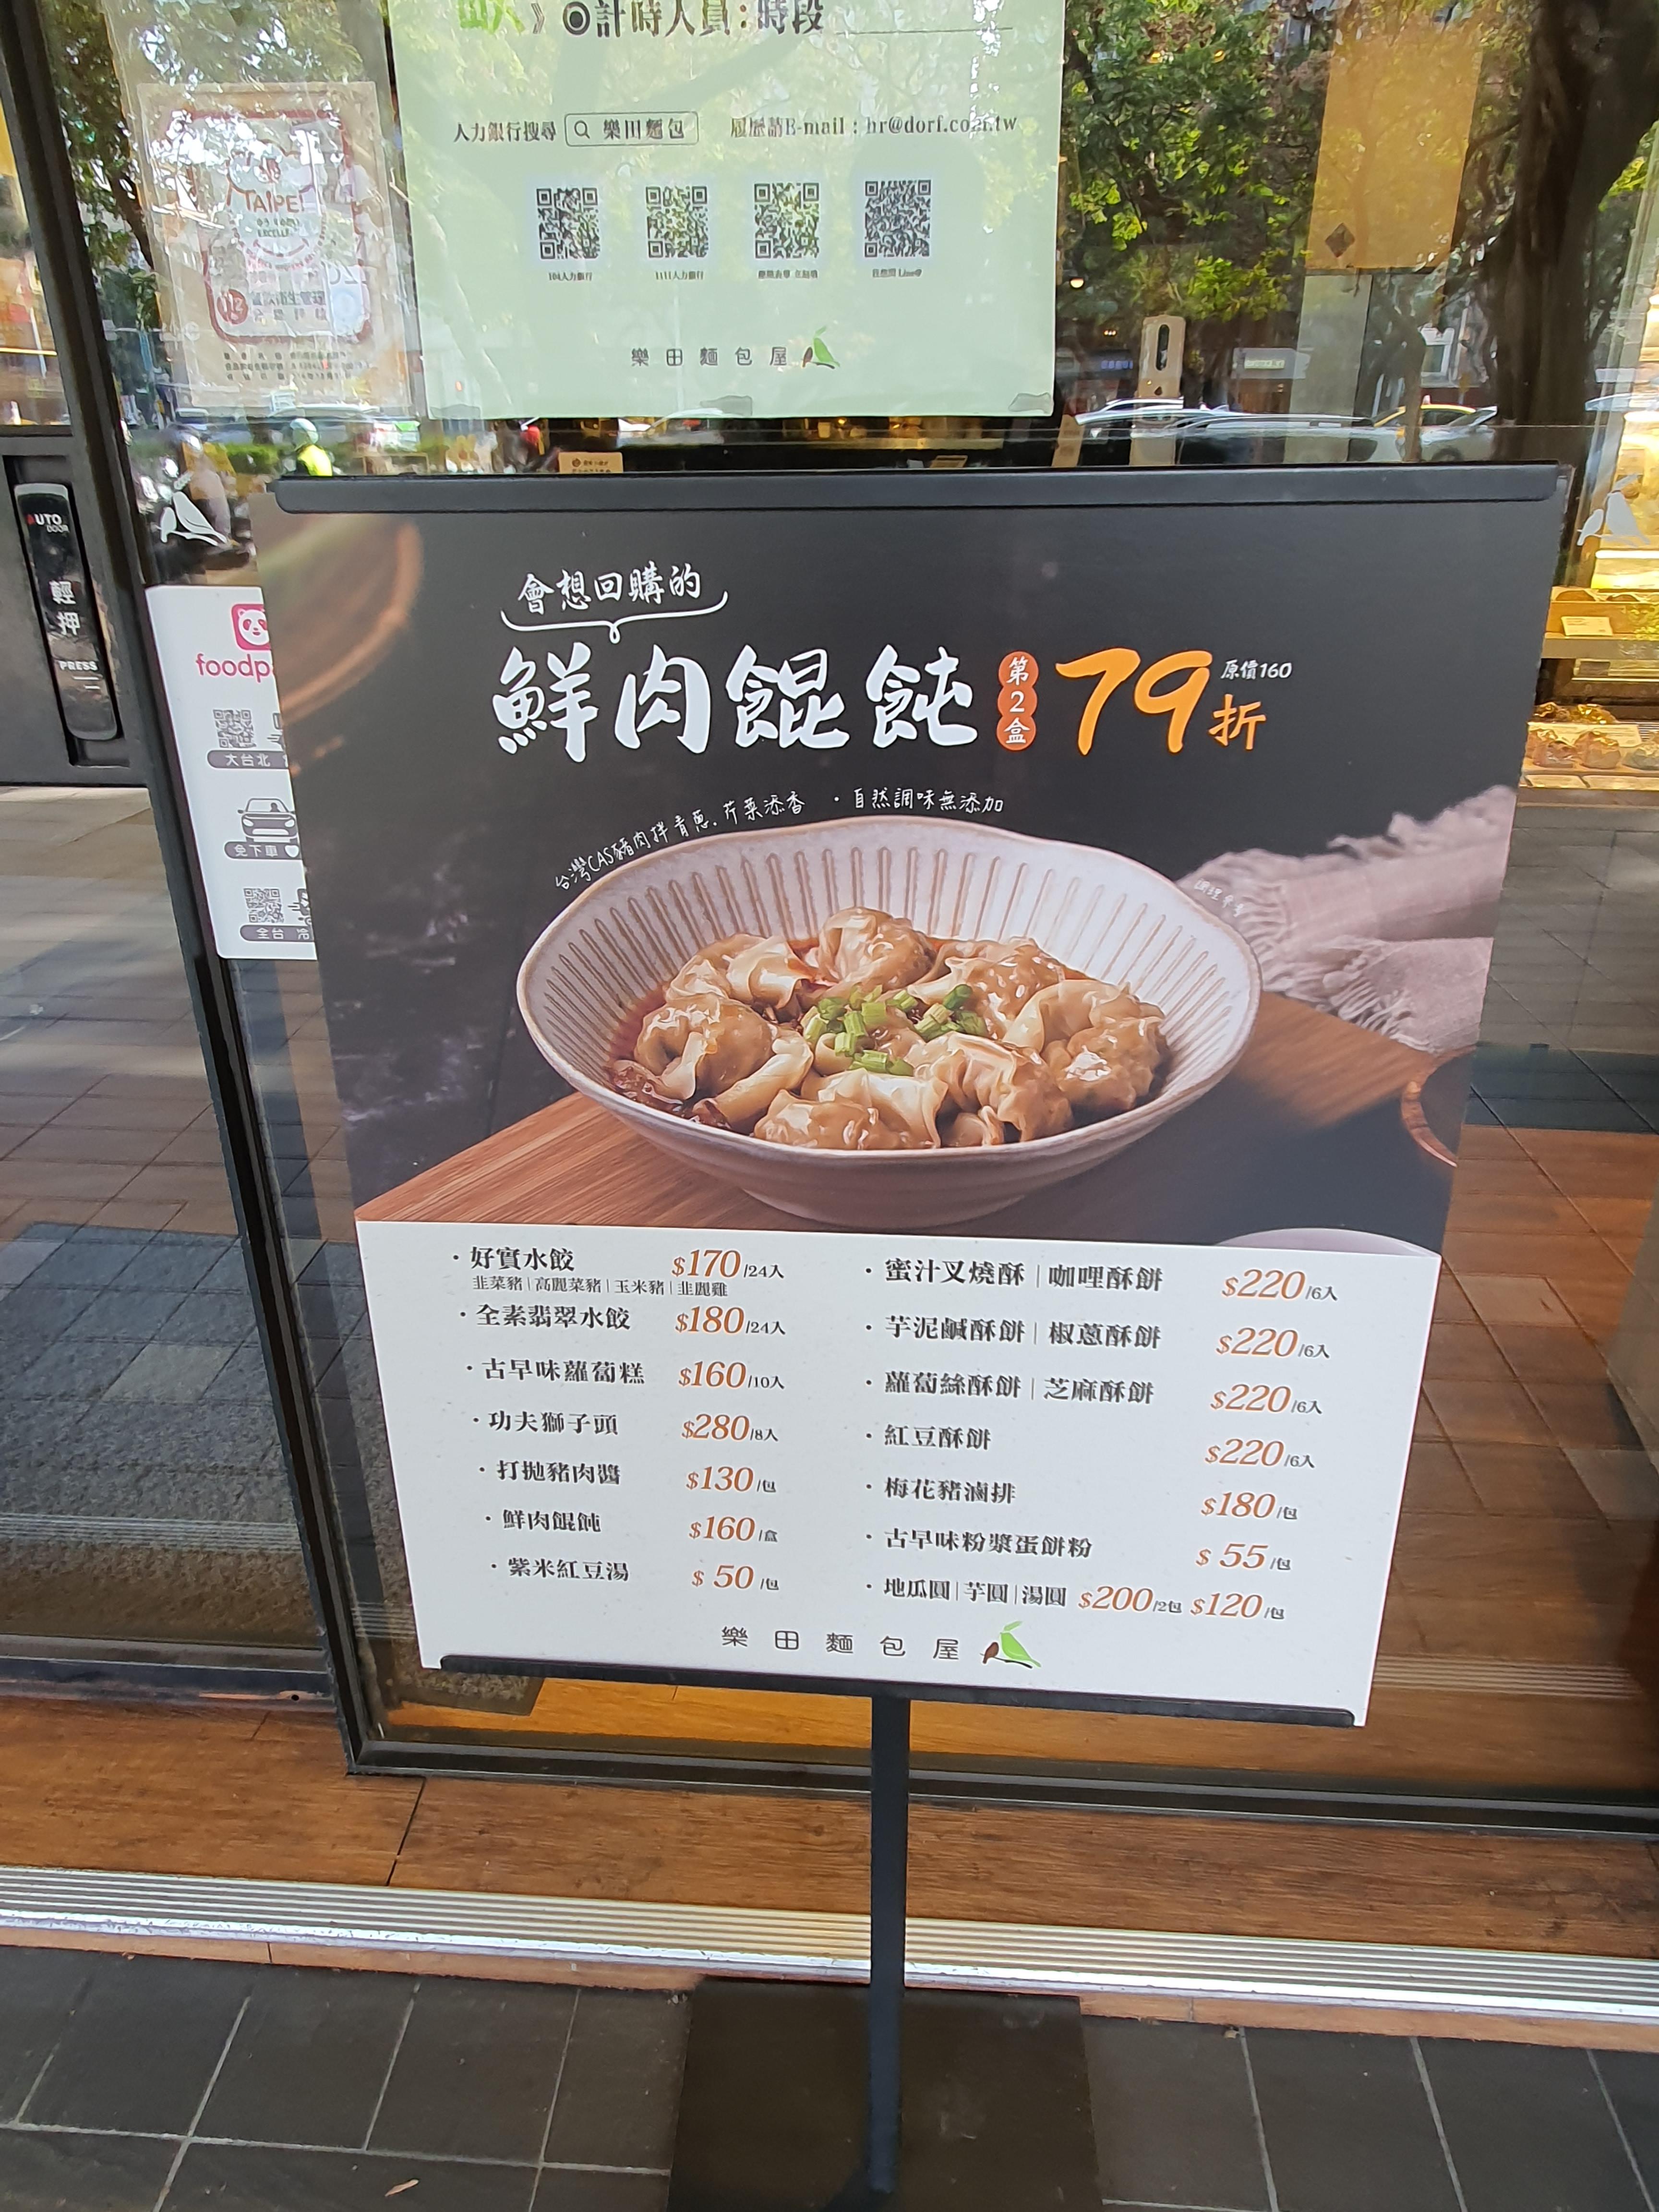 計時人員:時段
人力銀行搜尋 樂田麵包 履歷請E-mail:hr@dorf.com.tw
104人力銀行 1111人力銀行
樂田麵包屋
TAIPEI
AUTO
DOOR
輕
押
PRESS
foodp
大台北
免下車
全台 冷
會想回購的
鮮肉餛飩 第2盒 79折 原價160
台灣CAS豬肉拌青蔥.芹菜添香 ・自然調味無添加
・好實水餃 $170/24入
韭菜豬|高麗菜豬|玉米豬|韭麗雞
・全素翡翠水餃 $180/24入
・古早味蘿蔔糕 $160/10入
・功夫獅子頭 $280/8入
・打拋豬肉醬 $130/包
・鮮肉餛飩 $160/盒
・紫米紅豆湯 $50/包
・蜜汁叉燒酥|咖哩酥餅 $220/6入
・芋泥鹹酥餅|椒蔥酥餅 $220/6入
・蘿蔔絲酥餅|芝麻酥餅 $220/6入
・紅豆酥餅 $220/6入
・梅花豬滷排 $180/包
・古早味粉漿蛋餅粉 $55/包
・地瓜圓|芋圓|湯圓 $200/2包 $120/包
樂田麵包屋